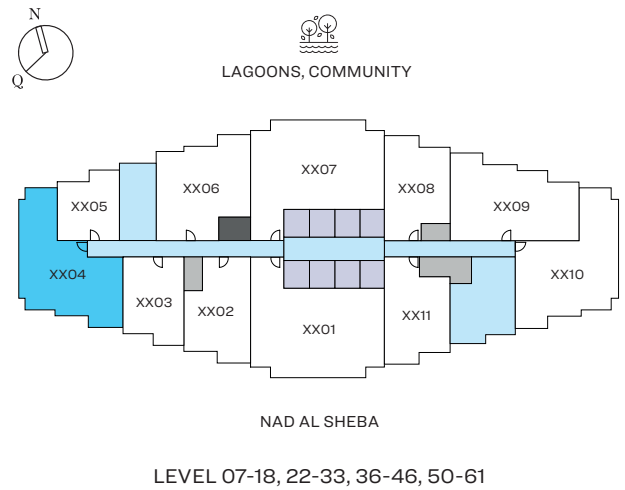 N
Q
LAGOONS, COMMUNITY
XX07
XX06
XX08
XX05
XX09
XX04
XX10
XX03
XX02
XX01
XX11
NAD AL SHEBA
LEVEL 07-18, 22-33, 36-46, 50-61